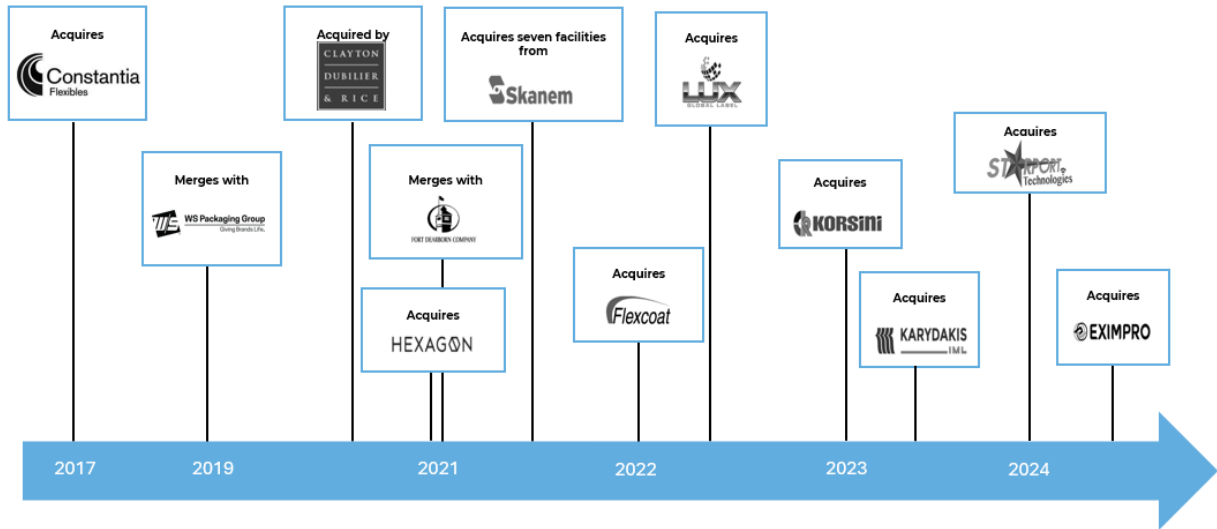 Acquires
Constantia
Flexibles
Merges with
WS
WS Packaging Group
Giving Brands Life.
Acquired by
CLAYTON
DUBILIER
& RICE
Merges with
FORT DEARBORN COMPANY
Acquires
HEXAGON
Acquires seven facilities
from
Skanem
Acquires
Flexcoat
Acquires
LUX
GLOBAL LABEL
Acquires
KORSINI
Acquires
KARYDAKIS
IML
Acquires
STARPORT
Technologies
Acquires
EXIMPRO
2017
2019
2021
2022
2023
2024